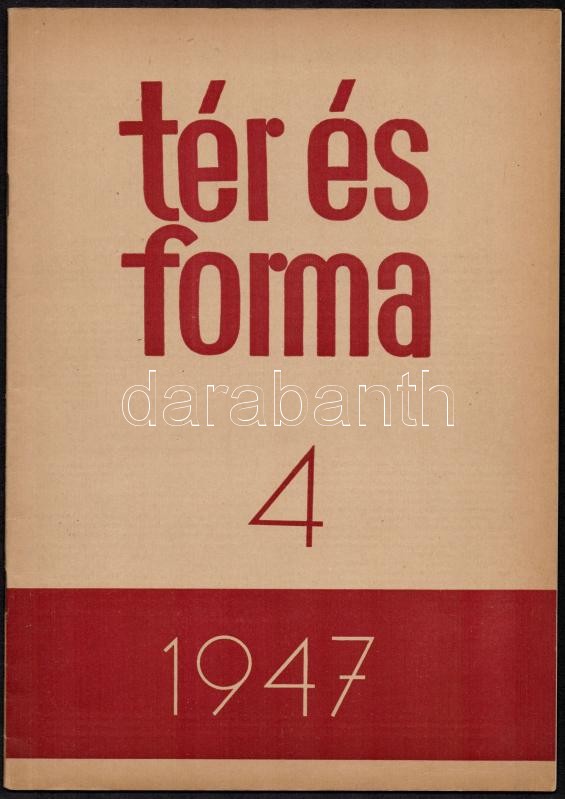 tér és
forma
darabanth
4
1947